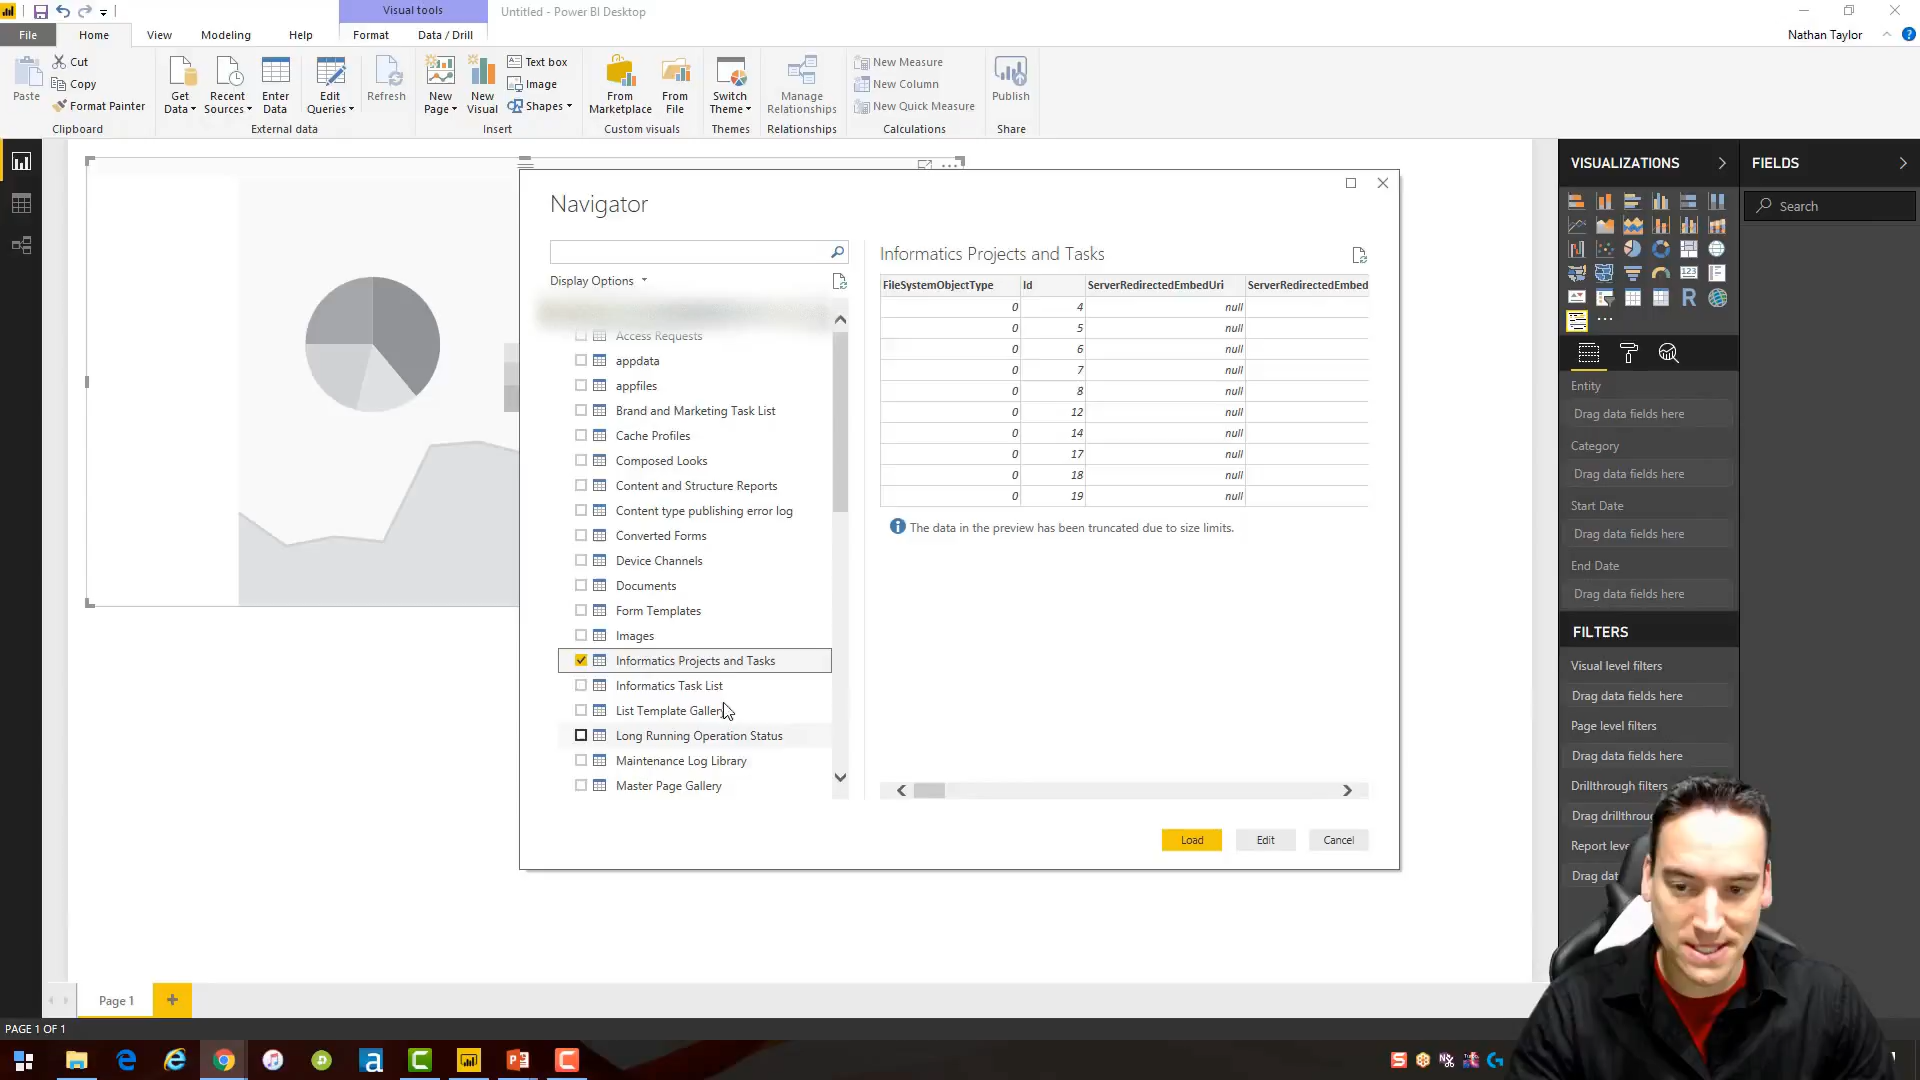 Visual tools
Untitled - Power BI Desktop
File
Home
View
Modeling
Help
Format
Data / Drill
Nathan Taylor
Paste
Cut
Copy
Format Painter
Clipboard
Get Data
Recent Sources
Enter Data
Edit Queries
Refresh
External data
New Page
New Visual
Text box
Image
Shapes
Insert
From Marketplace
From File
Custom visuals
Switch Theme
Themes
Manage Relationships
Relationships
New Measure
New Column
New Quick Measure
Calculations
Publish
Share
Navigator
Display Options
Access Requests
appdata
appfiles
Brand and Marketing Task List
Cache Profiles
Composed Looks
Content and Structure Reports
Content type publishing error log
Converted Forms
Device Channels
Documents
Form Templates
Images
Informatics Projects and Tasks
Informatics Task List
List Template Gallery
Long Running Operation Status
Maintenance Log Library
Master Page Gallery
Informatics Projects and Tasks
FileSystemObjectType Id ServerRedirectedEmbedUri ServerRedirectedEmbed
0 4 null
0 5 null
0 6 null
0 7 null
0 8 null
0 12 null
0 14 null
0 17 null
0 18 null
0 19 null
The data in the preview has been truncated due to size limits.
Load
Edit
Cancel
VISUALIZATIONS
Entity
Drag data fields here
Category
Drag data fields here
Start Date
Drag data fields here
End Date
Drag data fields here
FILTERS
Visual level filters
Drag data fields here
Page level filters
Drag data fields here
Drillthrough filters
Drag drillthrou
Report leve
Drag dat
FIELDS
Search
Page 1
PAGE 1 OF 1